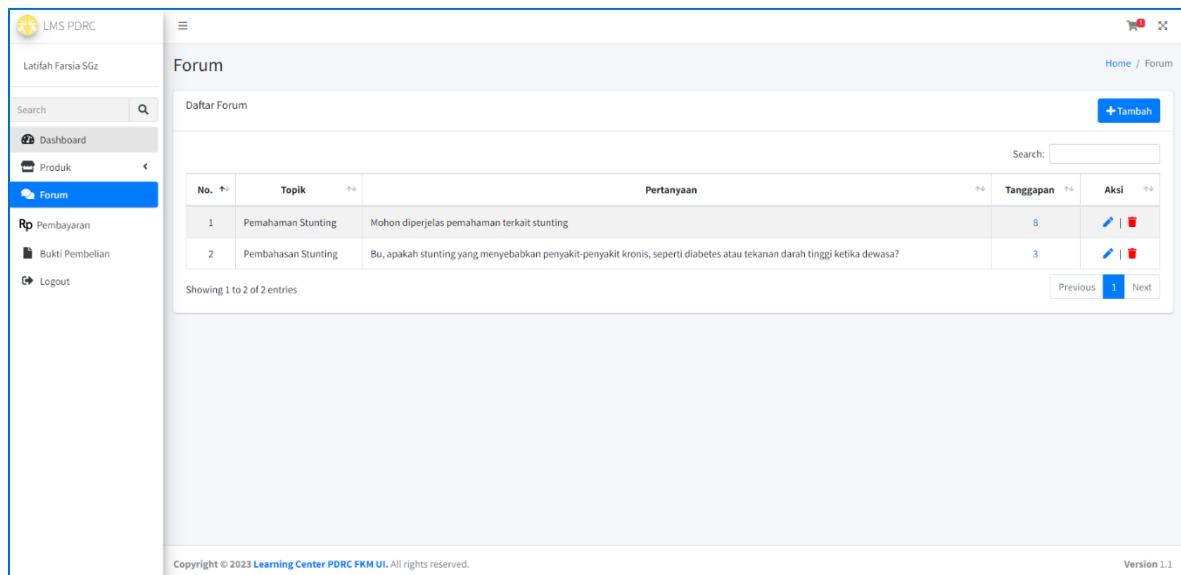 LMS PDRC
1
Latifah Farsia SGz
Forum
Home / Forum
Search
Daftar Forum
Tambah
Dashboard
Search:
Produk
No. Topik Pertanyaan Tanggapan Aksi
Forum
1 Pemahaman Stunting Mohon diperjelas pemahaman terkait stunting 8 |
Rp Pembayaran
2 Pembahasan Stunting Bu, apakah stunting yang menyebabkan penyakit-penyakit kronis, seperti diabetes atau tekanan darah tinggi ketika dewasa? 3 |
Bukti Pembelian
Logout
Showing 1 to 2 of 2 entries
Previous 1 Next
Copyright © 2023 Learning Center PDRC FKM UI. All rights reserved.
Version 1.1